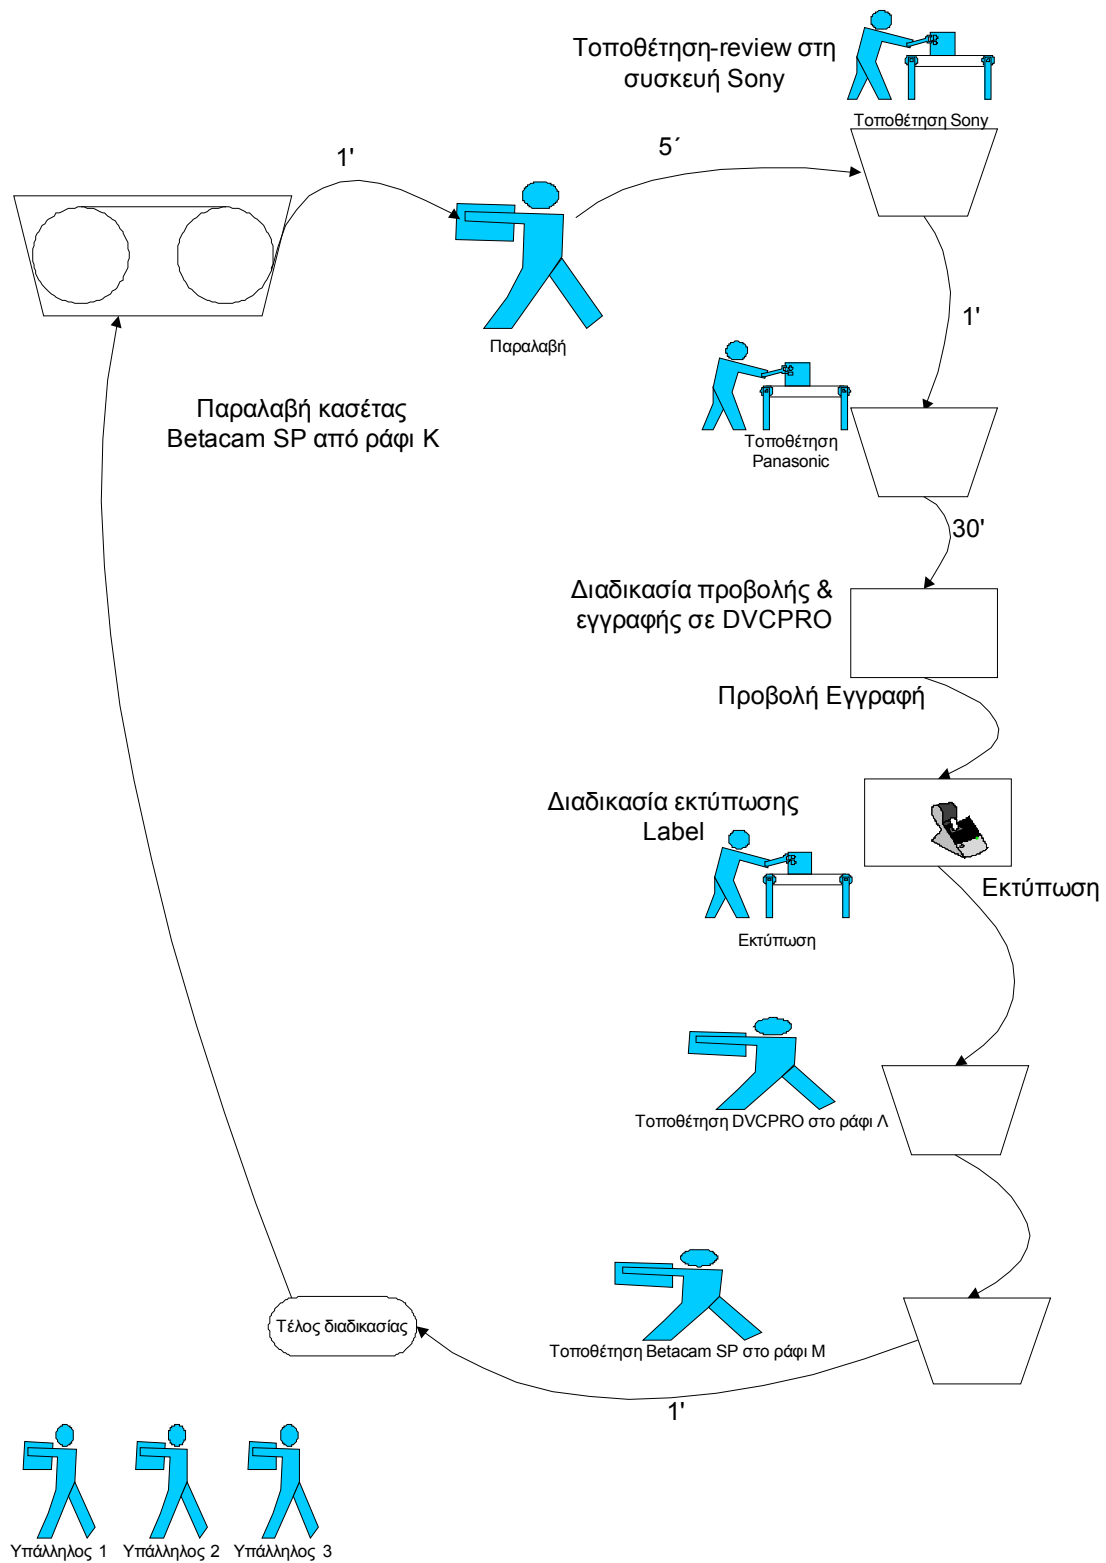 Τοποθέτηση-review στη
συσκευή Sony
Τοποθέτηση Sony
1'
5΄
Παραλαβή
1'
Παραλαβή κασέτας
Betacam SP από ράφι Κ
Τοποθέτηση
Panasonic
30'
Διαδικασία προβολής &
εγγραφής σε DVCPRO
Προβολή Εγγραφή
Διαδικασία εκτύπωσης
Label
Εκτύπωση
Εκτύπωση
Τοποθέτηση DVCPRO στο ράφι Λ
Τέλος διαδικασίας
Τοποθέτηση Betacam SP στο ράφι Μ
1'
Υπάλληλος 1
Υπάλληλος 2
Υπάλληλος 3